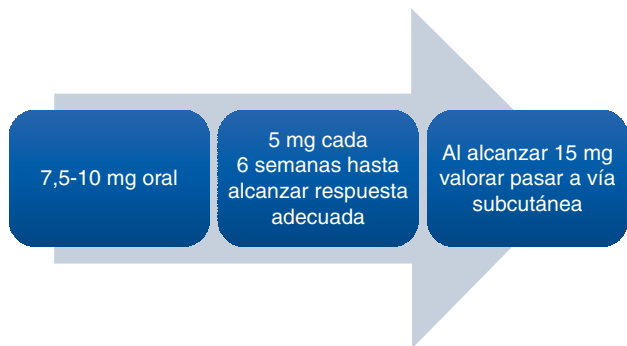 7,5-10 mg oral
5 mg cada
6 semanas hasta
alcanzar respuesta
adecuada
Al alcanzar 15 mg
valorar pasar a vía
subcutánea